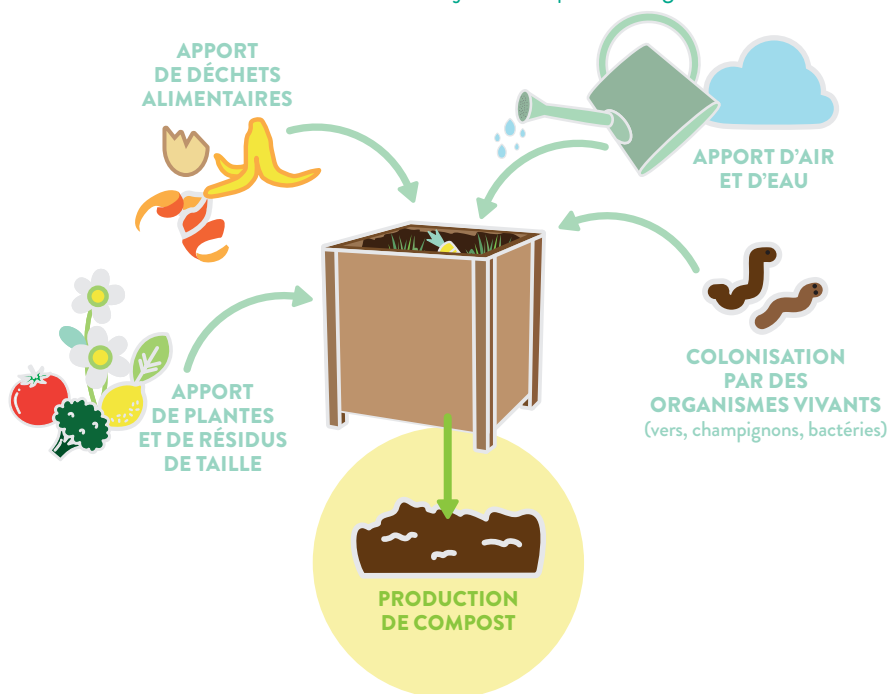 APPORT
DE DÉCHETS
ALIMENTAIRES
APPORT D'AIR
ET D'EAU
APPORT
DE PLANTES
ET DE RÉSIDUS
DE TAILLE
COLONISATION
PAR DES
ORGANISMES VIVANTS
(vers, champignons, bactéries)
PRODUCTION
DE COMPOST